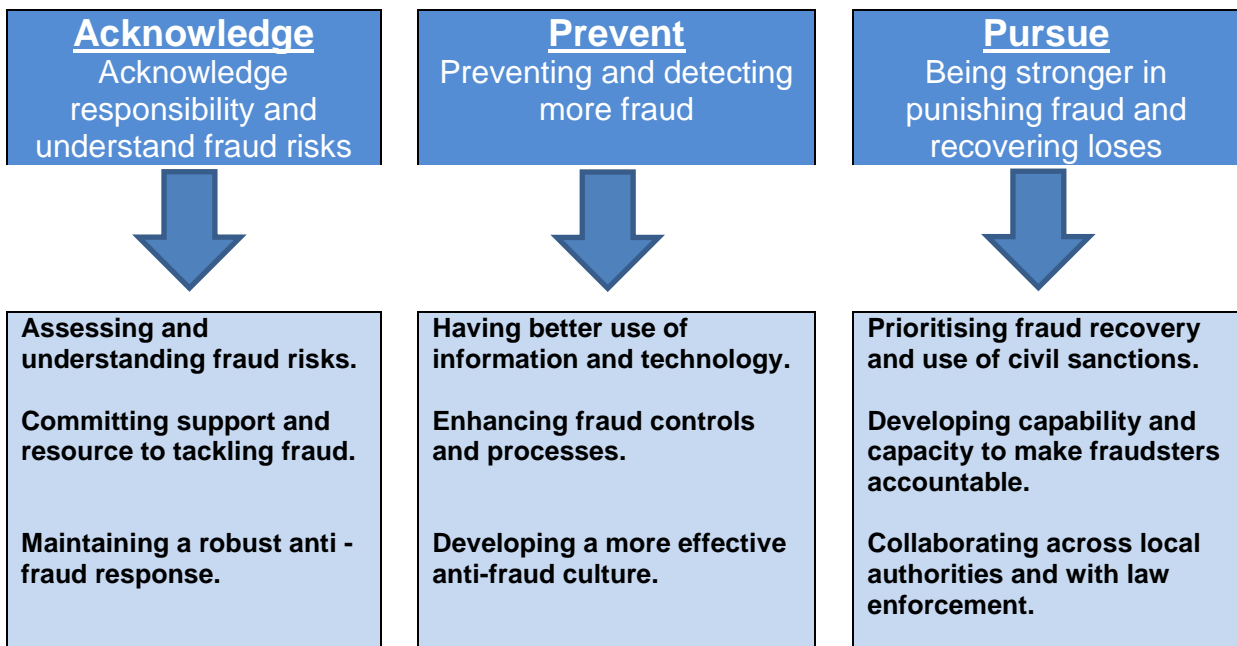 Acknowledge
Acknowledge
responsibility and
understand fraud risks
Prevent
Preventing and detecting
more fraud
Pursue
Being stronger in
punishing fraud and
recovering loses
Assessing and
understanding fraud risks.
Committing support and
resource to tackling fraud.
Maintaining a robust anti -
fraud response.
Having better use of
information and technology.
Enhancing fraud controls
and processes.
Developing a more effective
anti-fraud culture.
Prioritising fraud recovery
and use of civil sanctions.
Developing capability and
capacity to make fraudsters
accountable.
Collaborating across local
authorities and with law
enforcement.